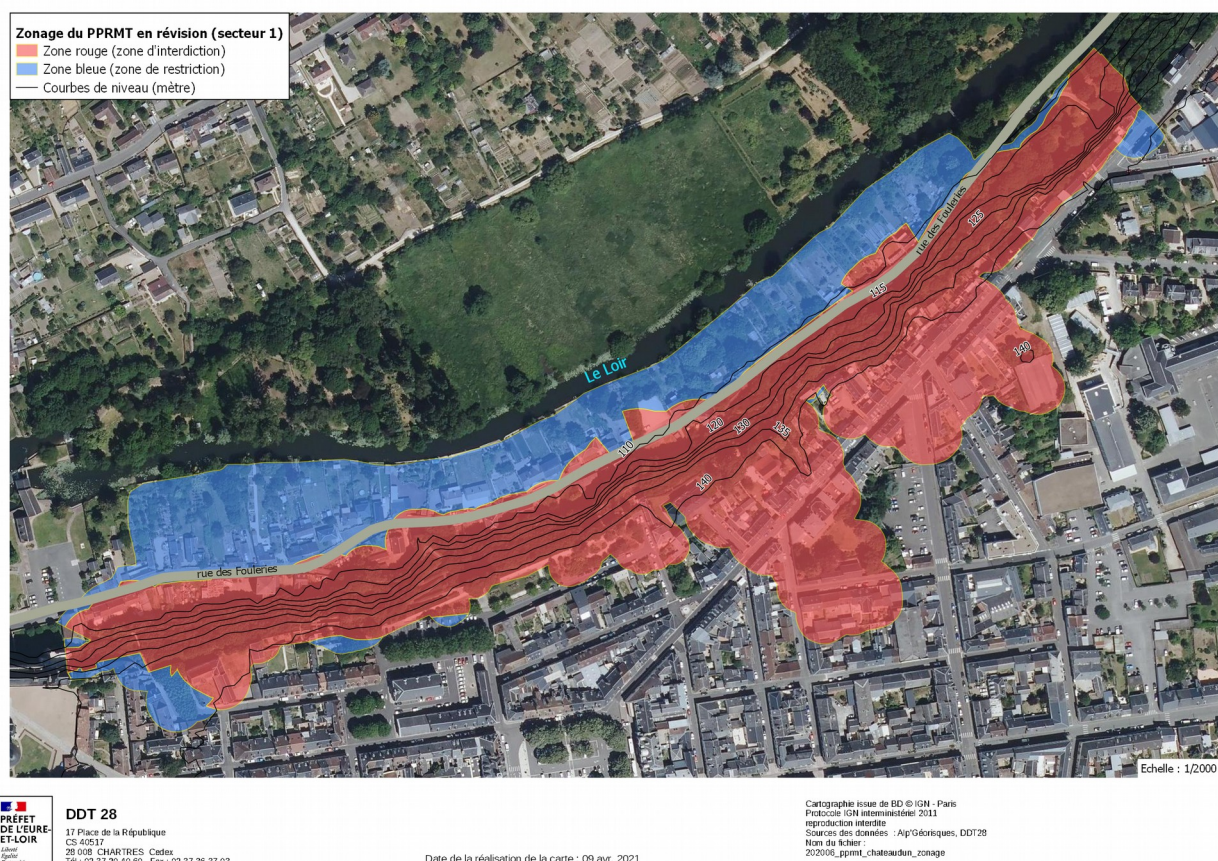 Zonage du PPRMT en révision (secteur 1)
Zone rouge (zone d'interdiction)
Zone bleue (zone de restriction)
Courbes de niveau (mètre)
rue des Fouleries
125
115
140
Le Loir
120
130
135
110
140
rue des Fouleries
Echelle : 1/2000
PRÉFET
DE L'EURE-
ET-LOIR
Liberté
Égalité
DDT 28
17 Place de la République
CS 40517
28 008 CHARTRES Cedex
Date de la réalisation de la carte : 09 avr. 2021
Cartographie issue de BD © IGN - Paris
Protocole IGN interministériel 2011
reproduction interdite
Sources des données : Alp'Géorisques, DDT28
Nom du fichier :
202006_pprmt_chateaudun_zonage